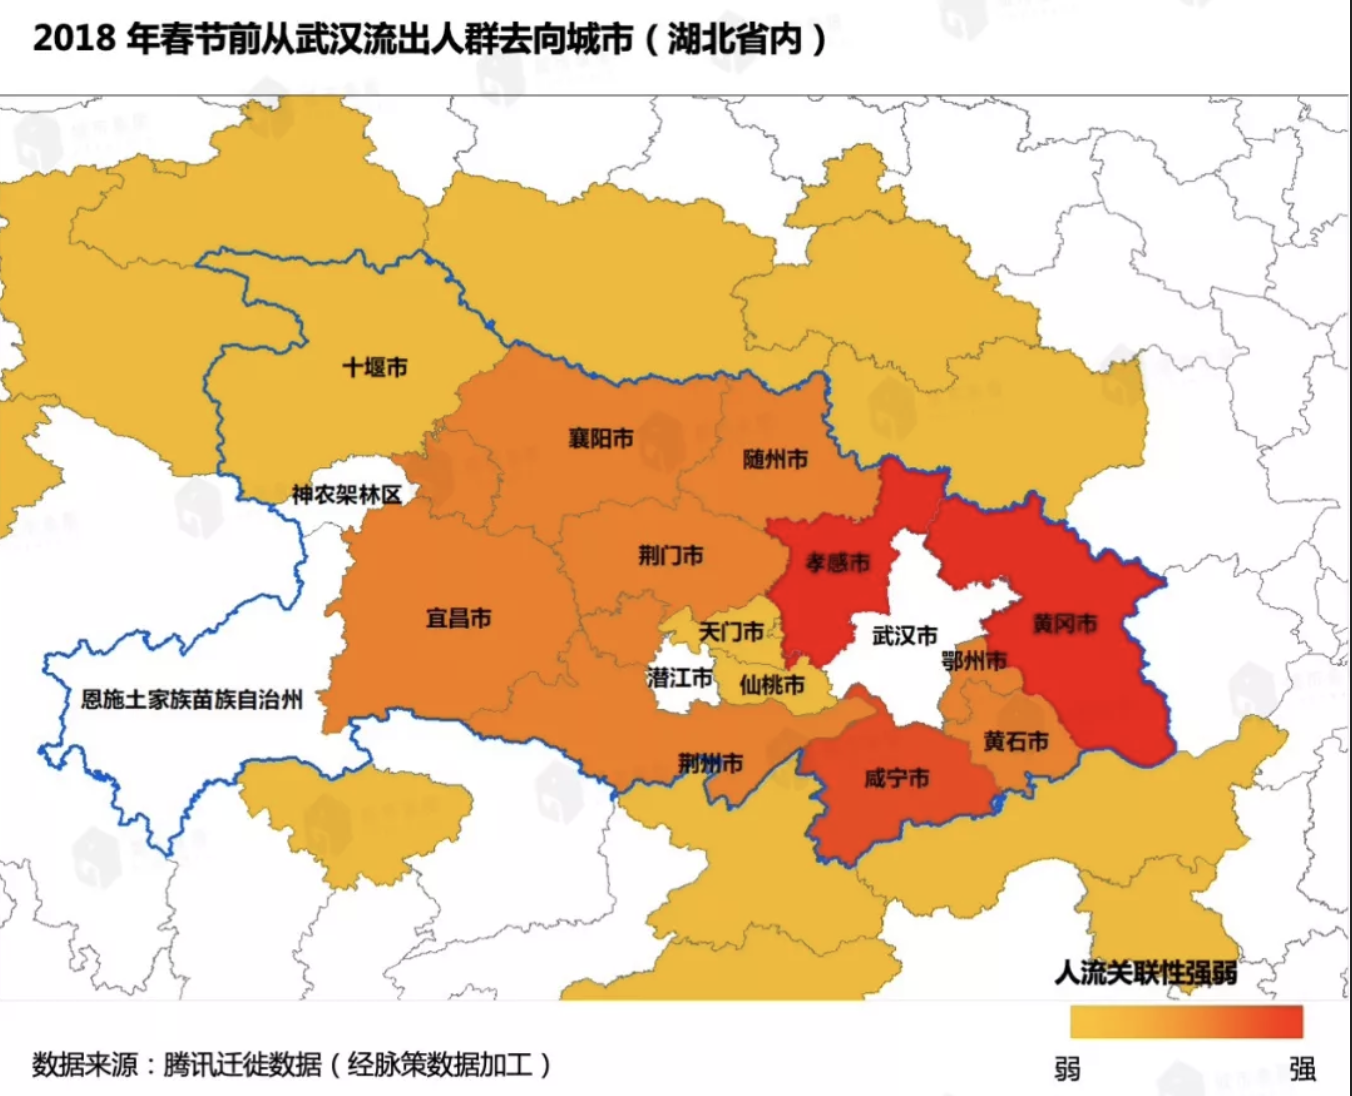 2018 年春节前从武汉流出人群去向城市（湖北省内）
十堰市
襄阳市
随州市
神农架林区
荆门市
孝感市
宜昌市
天门市
武汉市
黄冈市
鄂州市
潜江市
仙桃市
恩施土家族苗族自治州
黄石市
荆州市
咸宁市
人流关联性强弱
弱
强
数据来源：腾讯迁徙数据（经脉策数据加工）